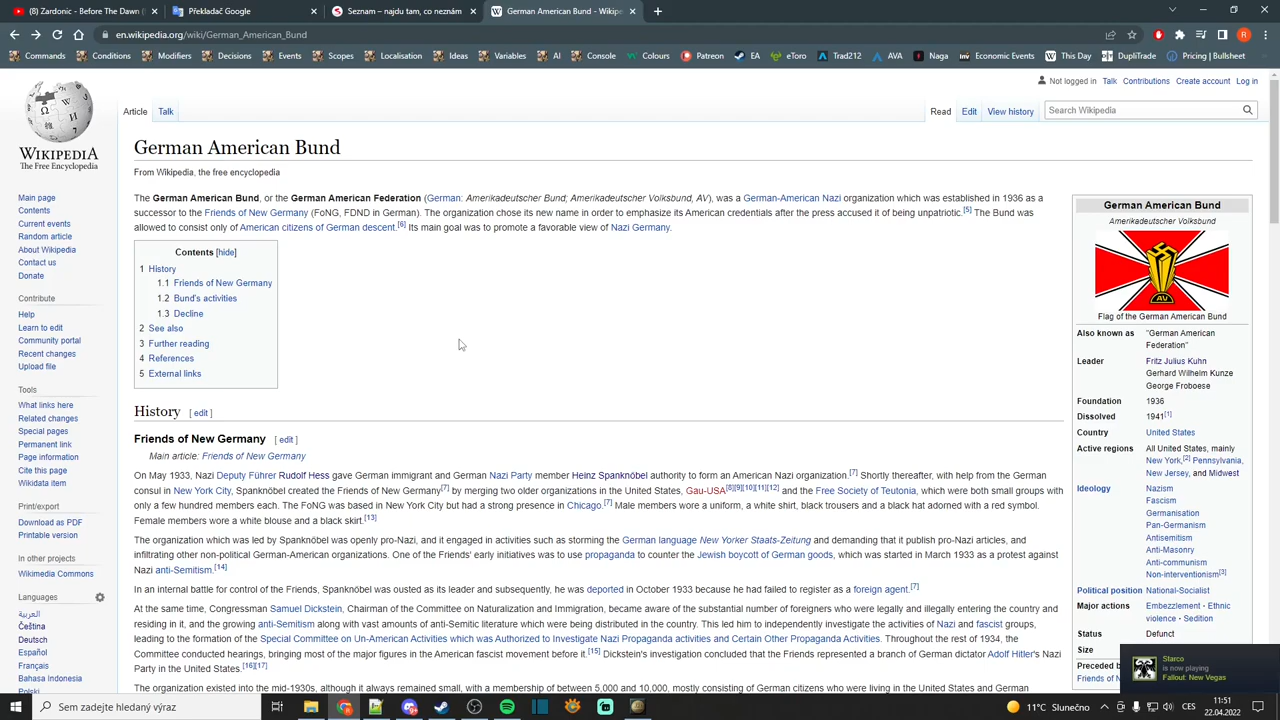 (2) Zardonic - Before The Dawn (
Překladač Google
Seznam – najdu tam, co neznám
German American Bund - Wikipe
en.wikipedia.org/wiki/German_American_Bund
Commands
Conditions
Modifiers
Decisions
Events
Scopes
Localisation
Ideas
Variables
AI
Console
Colours
Patreon
EA
eToro
Trad212
AVA
Naga
Economic Events
This Day
DupliTrade
Pricing | Bullsheet
Not logged in Talk Contributions Create account Log in
Article Talk
Read Edit View history
Search Wikipedia
WIKIPEDIA
The Free Encyclopedia
Main page
Contents
Current events
Random article
About Wikipedia
Contact us
Donate
Contribute
Help
Learn to edit
Community portal
Recent changes
Upload file
Tools
What links here
Related changes
Special pages
Permanent link
Page information
Cite this page
Wikidata item
Print/export
Download as PDF
Printable version
In other projects
Wikimedia Commons
Languages
العربية
Čeština
Deutsch
Español
Français
Bahasa Indonesia
Polski
German American Bund
From Wikipedia, the free encyclopedia
The German American Bund, or the German American Federation (German: Amerikadeutscher Bund; Amerikadeutscher Volksbund, AV), was a German-American Nazi organization which was established in 1936 as a
successor to the Friends of New Germany (FoNG, FDND in German). The organization chose its new name in order to emphasize its American credentials after the press accused it of being unpatriotic.[5] The Bund was
allowed to consist only of American citizens of German descent.[6] Its main goal was to promote a favorable view of Nazi Germany.
Contents [hide]
1 History
1.1 Friends of New Germany
1.2 Bund's activities
1.3 Decline
2 See also
3 Further reading
4 References
5 External links
History [ edit ]
Friends of New Germany [ edit ]
Main article: Friends of New Germany
On May 1933, Nazi Deputy Führer Rudolf Hess gave German immigrant and German Nazi Party member Heinz Spanknöbel authority to form an American Nazi organization.[7] Shortly thereafter, with help from the German
consul in New York City, Spanknöbel created the Friends of New Germany[7] by merging two older organizations in the United States, Gau-USA[8][9][10][11][12] and the Free Society of Teutonia, which were both small groups with
only a few hundred members each. The FoNG was based in New York City but had a strong presence in Chicago.[7] Male members wore a uniform, a white shirt, black trousers and a black hat adorned with a red symbol.
Female members wore a white blouse and a black skirt.[13]
The organization which was led by Spanknöbel was openly pro-Nazi, and it engaged in activities such as storming the German language New Yorker Staats-Zeitung and demanding that it publish pro-Nazi articles, and
infiltrating other non-political German-American organizations. One of the Friends' early initiatives was to use propaganda to counter the Jewish boycott of German goods, which was started in March 1933 as a protest against
Nazi anti-Semitism.[14]
In an internal battle for control of the Friends, Spanknöbel was ousted as its leader and subsequently, he was deported in October 1933 because he had failed to register as a foreign agent.[7]
At the same time, Congressman Samuel Dickstein, Chairman of the Committee on Naturalization and Immigration, became aware of the substantial number of foreigners who were legally and illegally entering the country and
residing in it, and the growing anti-Semitism along with vast amounts of anti-Semitic literature which were being distributed in the country. This led him to independently investigate the activities of Nazi and fascist groups,
leading to the formation of the Special Committee on Un-American Activities which was Authorized to Investigate Nazi Propaganda activities and Certain Other Propaganda Activities. Throughout the rest of 1934, the
Committee conducted hearings, bringing most of the major figures in the American fascist movement before it.[15] Dickstein's investigation concluded that the Friends represented a branch of German dictator Adolf Hitler's Nazi
Party in the United States.[16][17]
The organization existed into the mid-1930s, although it always remained small, with a membership of between 5,000 and 10,000, mostly consisting of German citizens who were living in the United States and German
German American Bund
Amerikadeutscher Volksbund
AV
Flag of the German American Bund
Also known as "German American
Federation"
Leader Fritz Julius Kuhn
Gerhard Wilhelm Kunze
George Froboese
Foundation 1936
Dissolved 1941[1]
Country United States
Active regions All United States, mainly
New York,[2] Pennsylvania,
New Jersey, and Midwest
Ideology Nazism
Fascism
Germanisation
Pan-Germanism
Antisemitism
Anti-Masonry
Anti-communism
Non-interventionism[3]
Political position National-Socialist
Major actions Embezzlement - Ethnic
violence - Sedition
Status Defunct
Size
Preceded b
Friends of N
Starco
is now playing
Fallout: New Vegas
Sem zadejte hledaný výraz
11°C Slunečno
11:51
22.04.2022